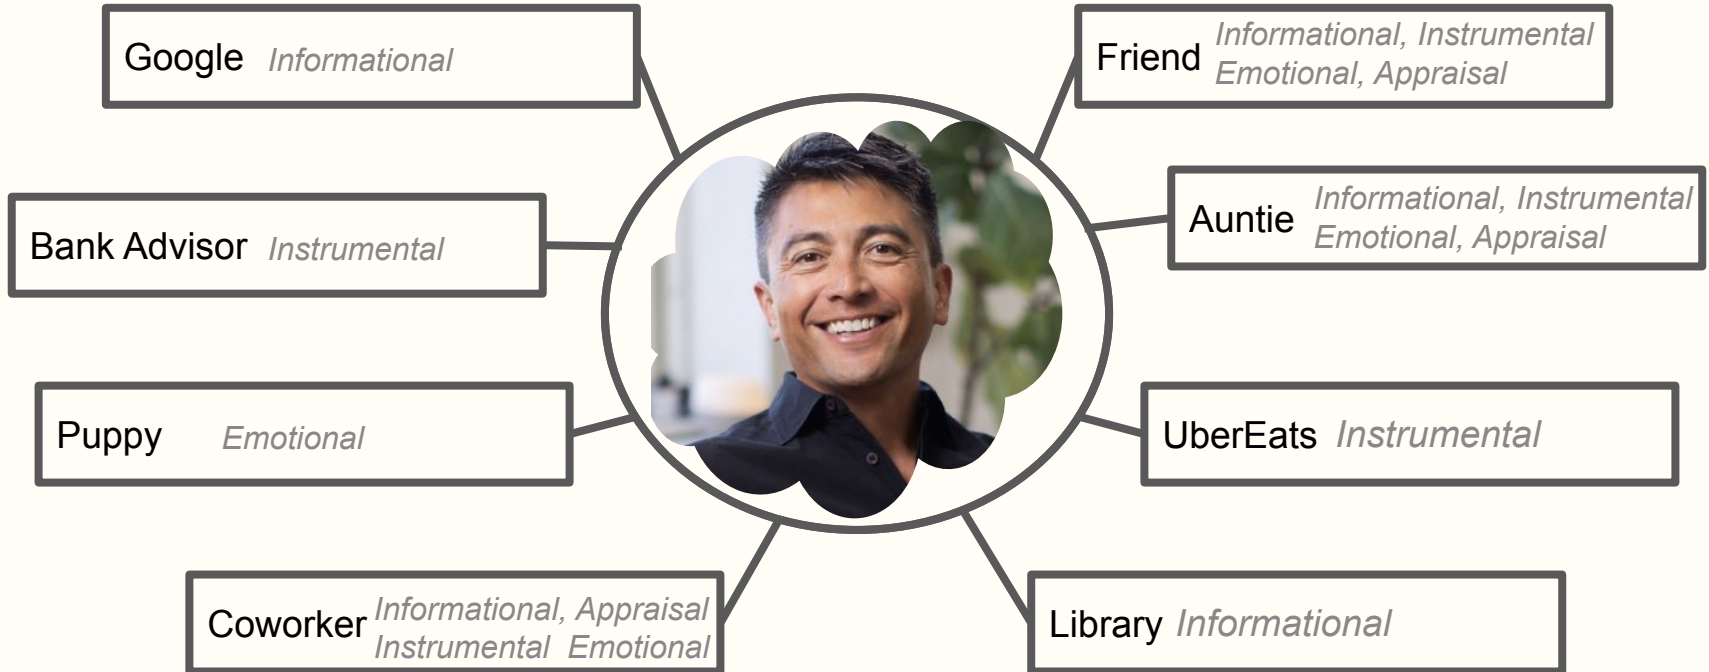 Google Informational
Bank Advisor Instrumental
Puppy Emotional
Coworker Informational, Appraisal
Instrumental Emotional
Friend Informational, Instrumental
Emotional, Appraisal
Auntie Informational, Instrumental
Emotional, Appraisal
UberEats Instrumental
Library Informational